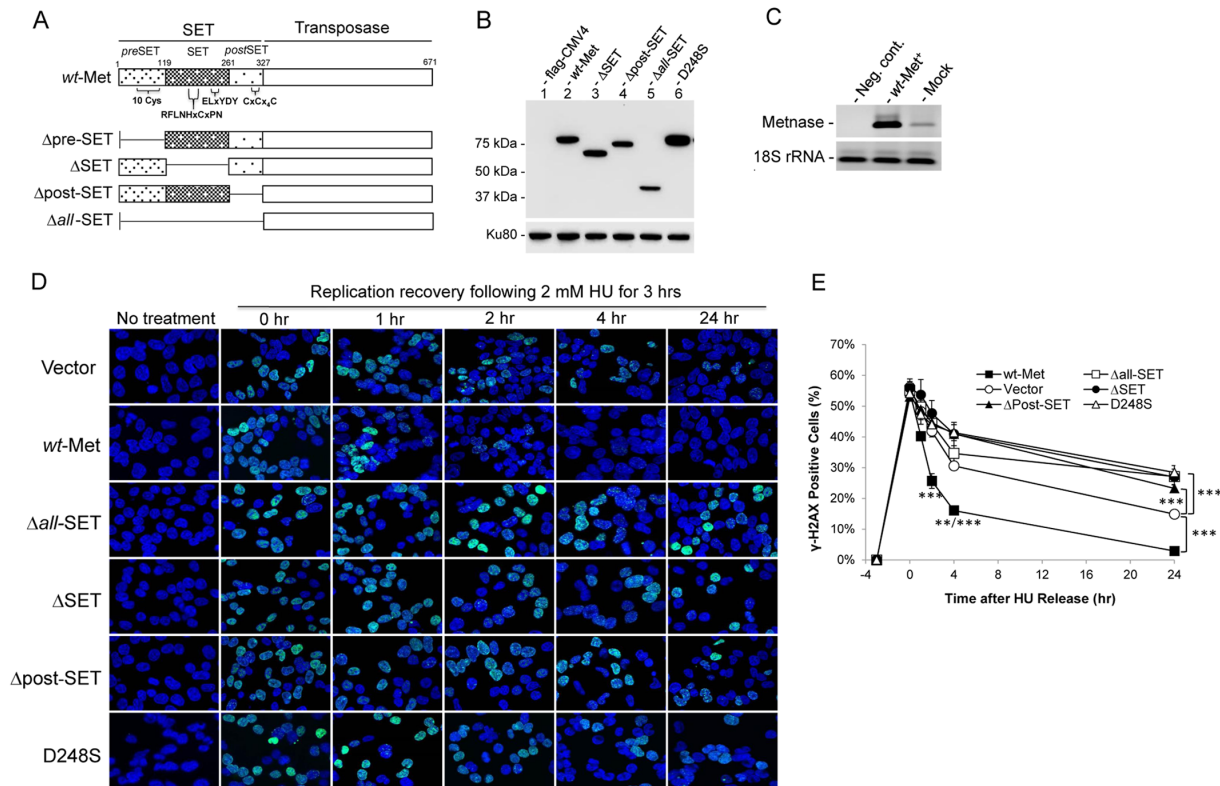 A
SET
Transposase
preSET
SET
postSET
1
119
261
327
671
wt-Met
10 Cys
ELxYDY
CxCx4C
RFLNHxCxPN
Δpre-SET
ΔSET
Δpost-SET
Δall-SET
B
- flag-CMV4
- wt-Met
- ΔSET
- Δpost-SET
- Δall-SET
- D248S
1 2 3 4 5 6
75 kDa -
50 kDa -
37 kDa -
Ku80 -
C
- Neg. cont.
- wt-Met+
- Mock
Metnase -
18S rRNA -
D
Replication recovery following 2 mM HU for 3 hrs
No treatment
0 hr
1 hr
2 hr
4 hr
24 hr
Vector
wt-Met
Δall-SET
ΔSET
Δpost-SET
D248S
E
70%
60%
50%
40%
30%
20%
10%
0%
γ-H2AX Positive Cells (%)
wt-Met
Δall-SET
Vector
ΔSET
ΔPost-SET
D248S
***
**/***
***
***
***
-4 0 4 8 12 16 20 24
Time after HU Release (hr)